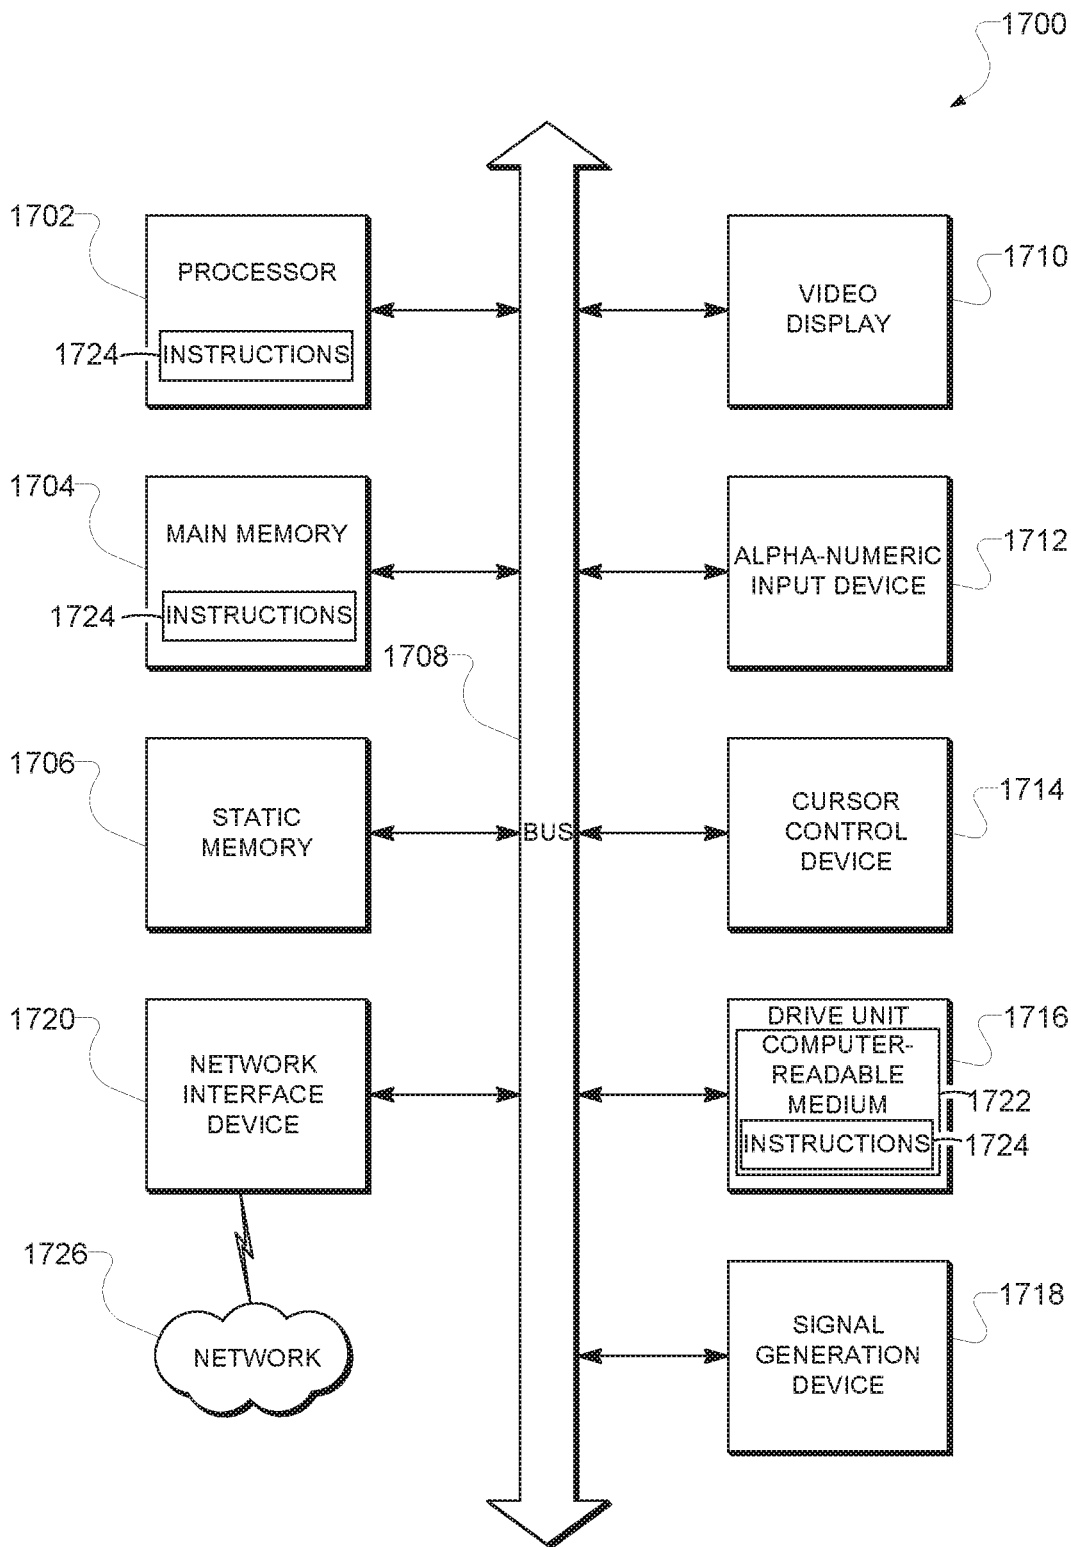 1700
1702
PROCESSOR
1724
INSTRUCTIONS
1710
VIDEO
DISPLAY
1704
MAIN MEMORY
1724
INSTRUCTIONS
1712
ALPHA-NUMERIC
INPUT DEVICE
1708
1706
STATIC
MEMORY
BUS
1714
CURSOR
CONTROL
DEVICE
1720
NETWORK
INTERFACE
DEVICE
1716
DRIVE UNIT
COMPUTER-
READABLE
MEDIUM
1722
INSTRUCTIONS
1724
1726
NETWORK
1718
SIGNAL
GENERATION
DEVICE